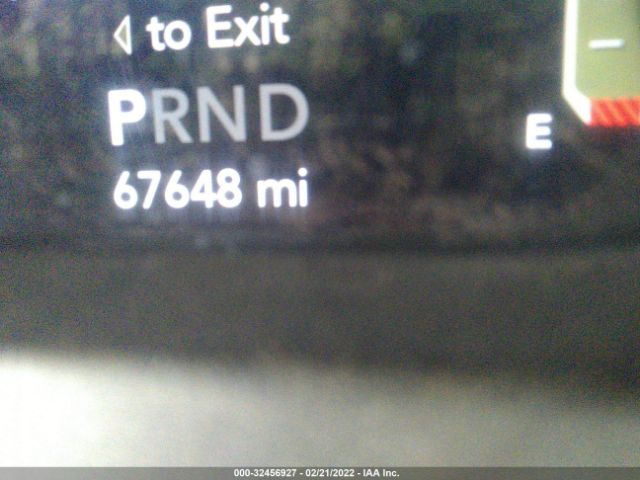 ◁ to Exit
PRND
E
67648 mi
000-32456927 - 02/21/2022 - IAA Inc.